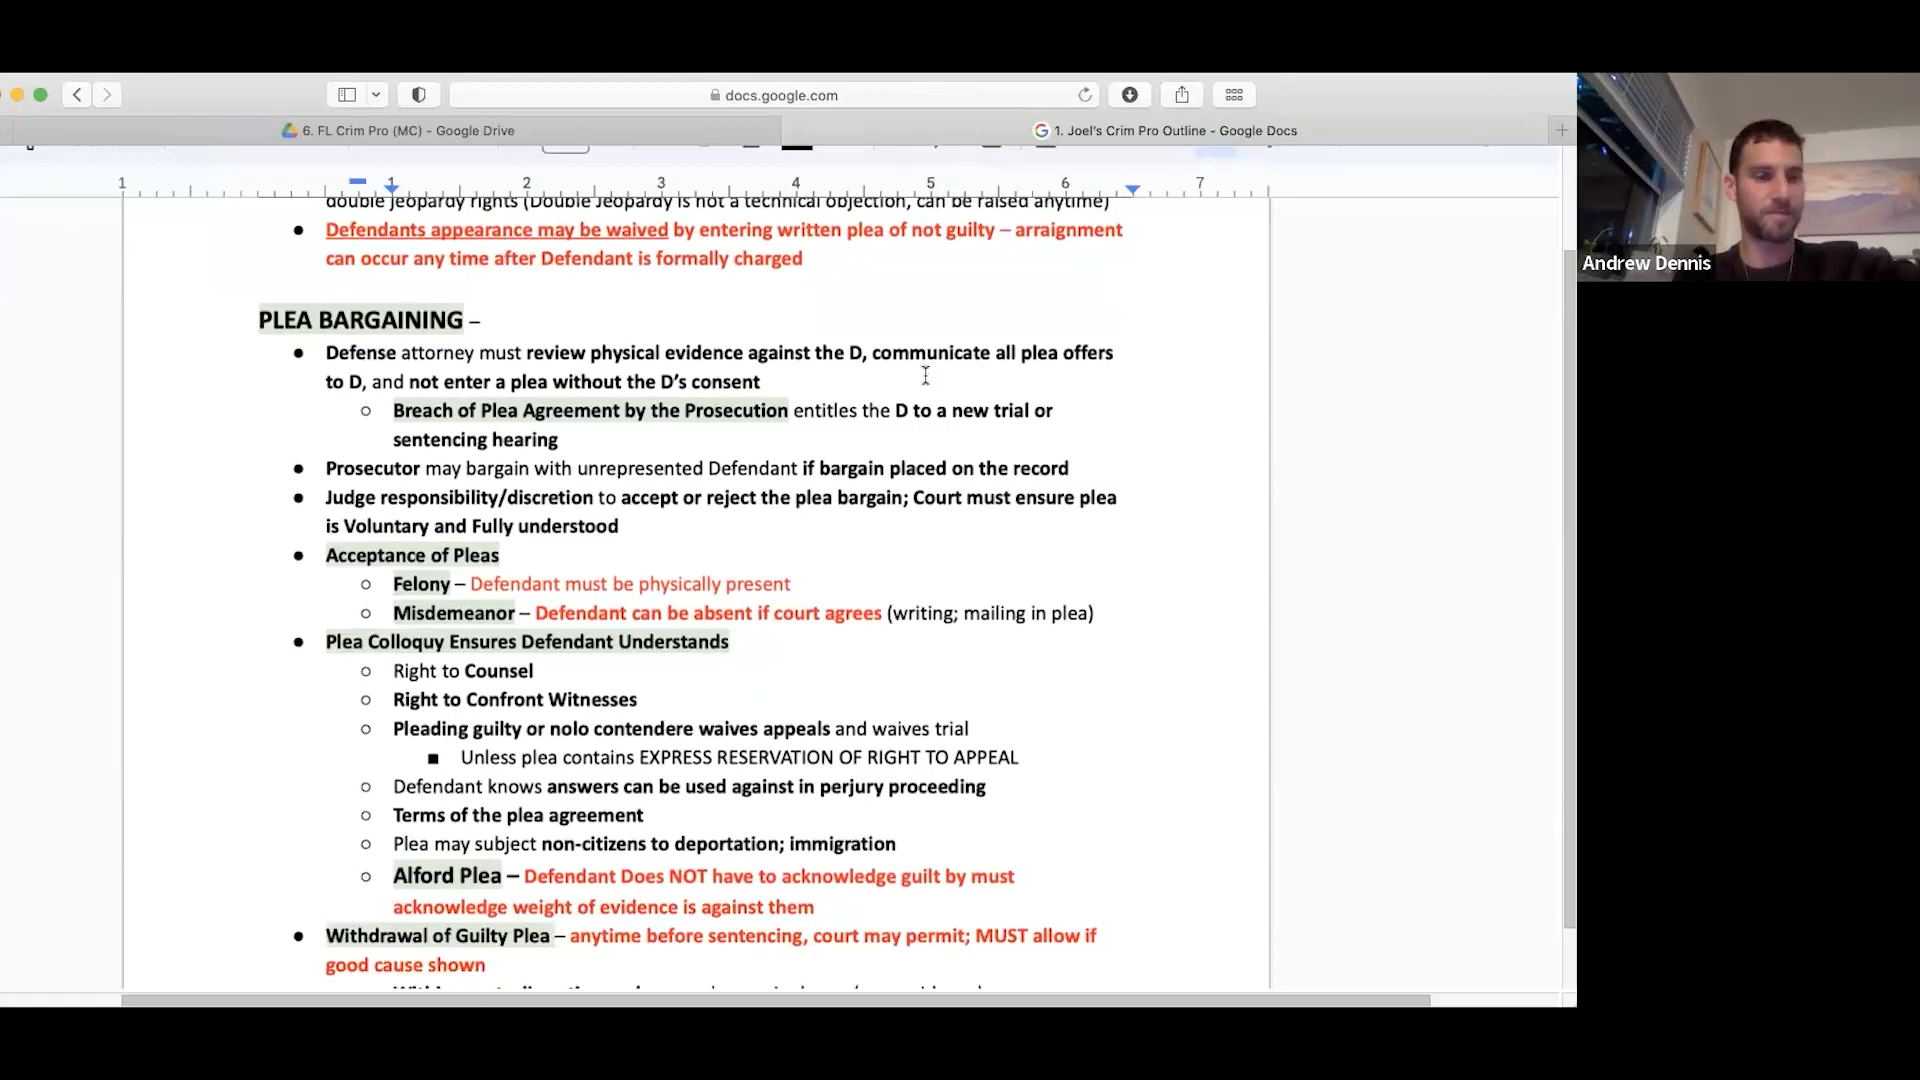 docs.google.com
6. FL Crim Pro (MC) - Google Drive
1. Joel's Crim Pro Outline - Google Docs
1 1 2 3 4 5 6 7
double jeopardy rights (Double Jeopardy is not a technical objection, can be raised anytime)
● Defendants appearance may be waived by entering written plea of not guilty – arraignment
can occur any time after Defendant is formally charged
Andrew Dennis
PLEA BARGAINING –
● Defense attorney must review physical evidence against the D, communicate all plea offers
to D, and not enter a plea without the D's consent
○ Breach of Plea Agreement by the Prosecution entitles the D to a new trial or
sentencing hearing
● Prosecutor may bargain with unrepresented Defendant if bargain placed on the record
● Judge responsibility/discretion to accept or reject the plea bargain; Court must ensure plea
is Voluntary and Fully understood
● Acceptance of Pleas
○ Felony – Defendant must be physically present
○ Misdemeanor – Defendant can be absent if court agrees (writing; mailing in plea)
● Plea Colloquy Ensures Defendant Understands
○ Right to Counsel
○ Right to Confront Witnesses
○ Pleading guilty or nolo contendere waives appeals and waives trial
■ Unless plea contains EXPRESS RESERVATION OF RIGHT TO APPEAL
○ Defendant knows answers can be used against in perjury proceeding
○ Terms of the plea agreement
○ Plea may subject non-citizens to deportation; immigration
○ Alford Plea – Defendant Does NOT have to acknowledge guilt by must
acknowledge weight of evidence is against them
● Withdrawal of Guilty Plea – anytime before sentencing, court may permit; MUST allow if
good cause shown